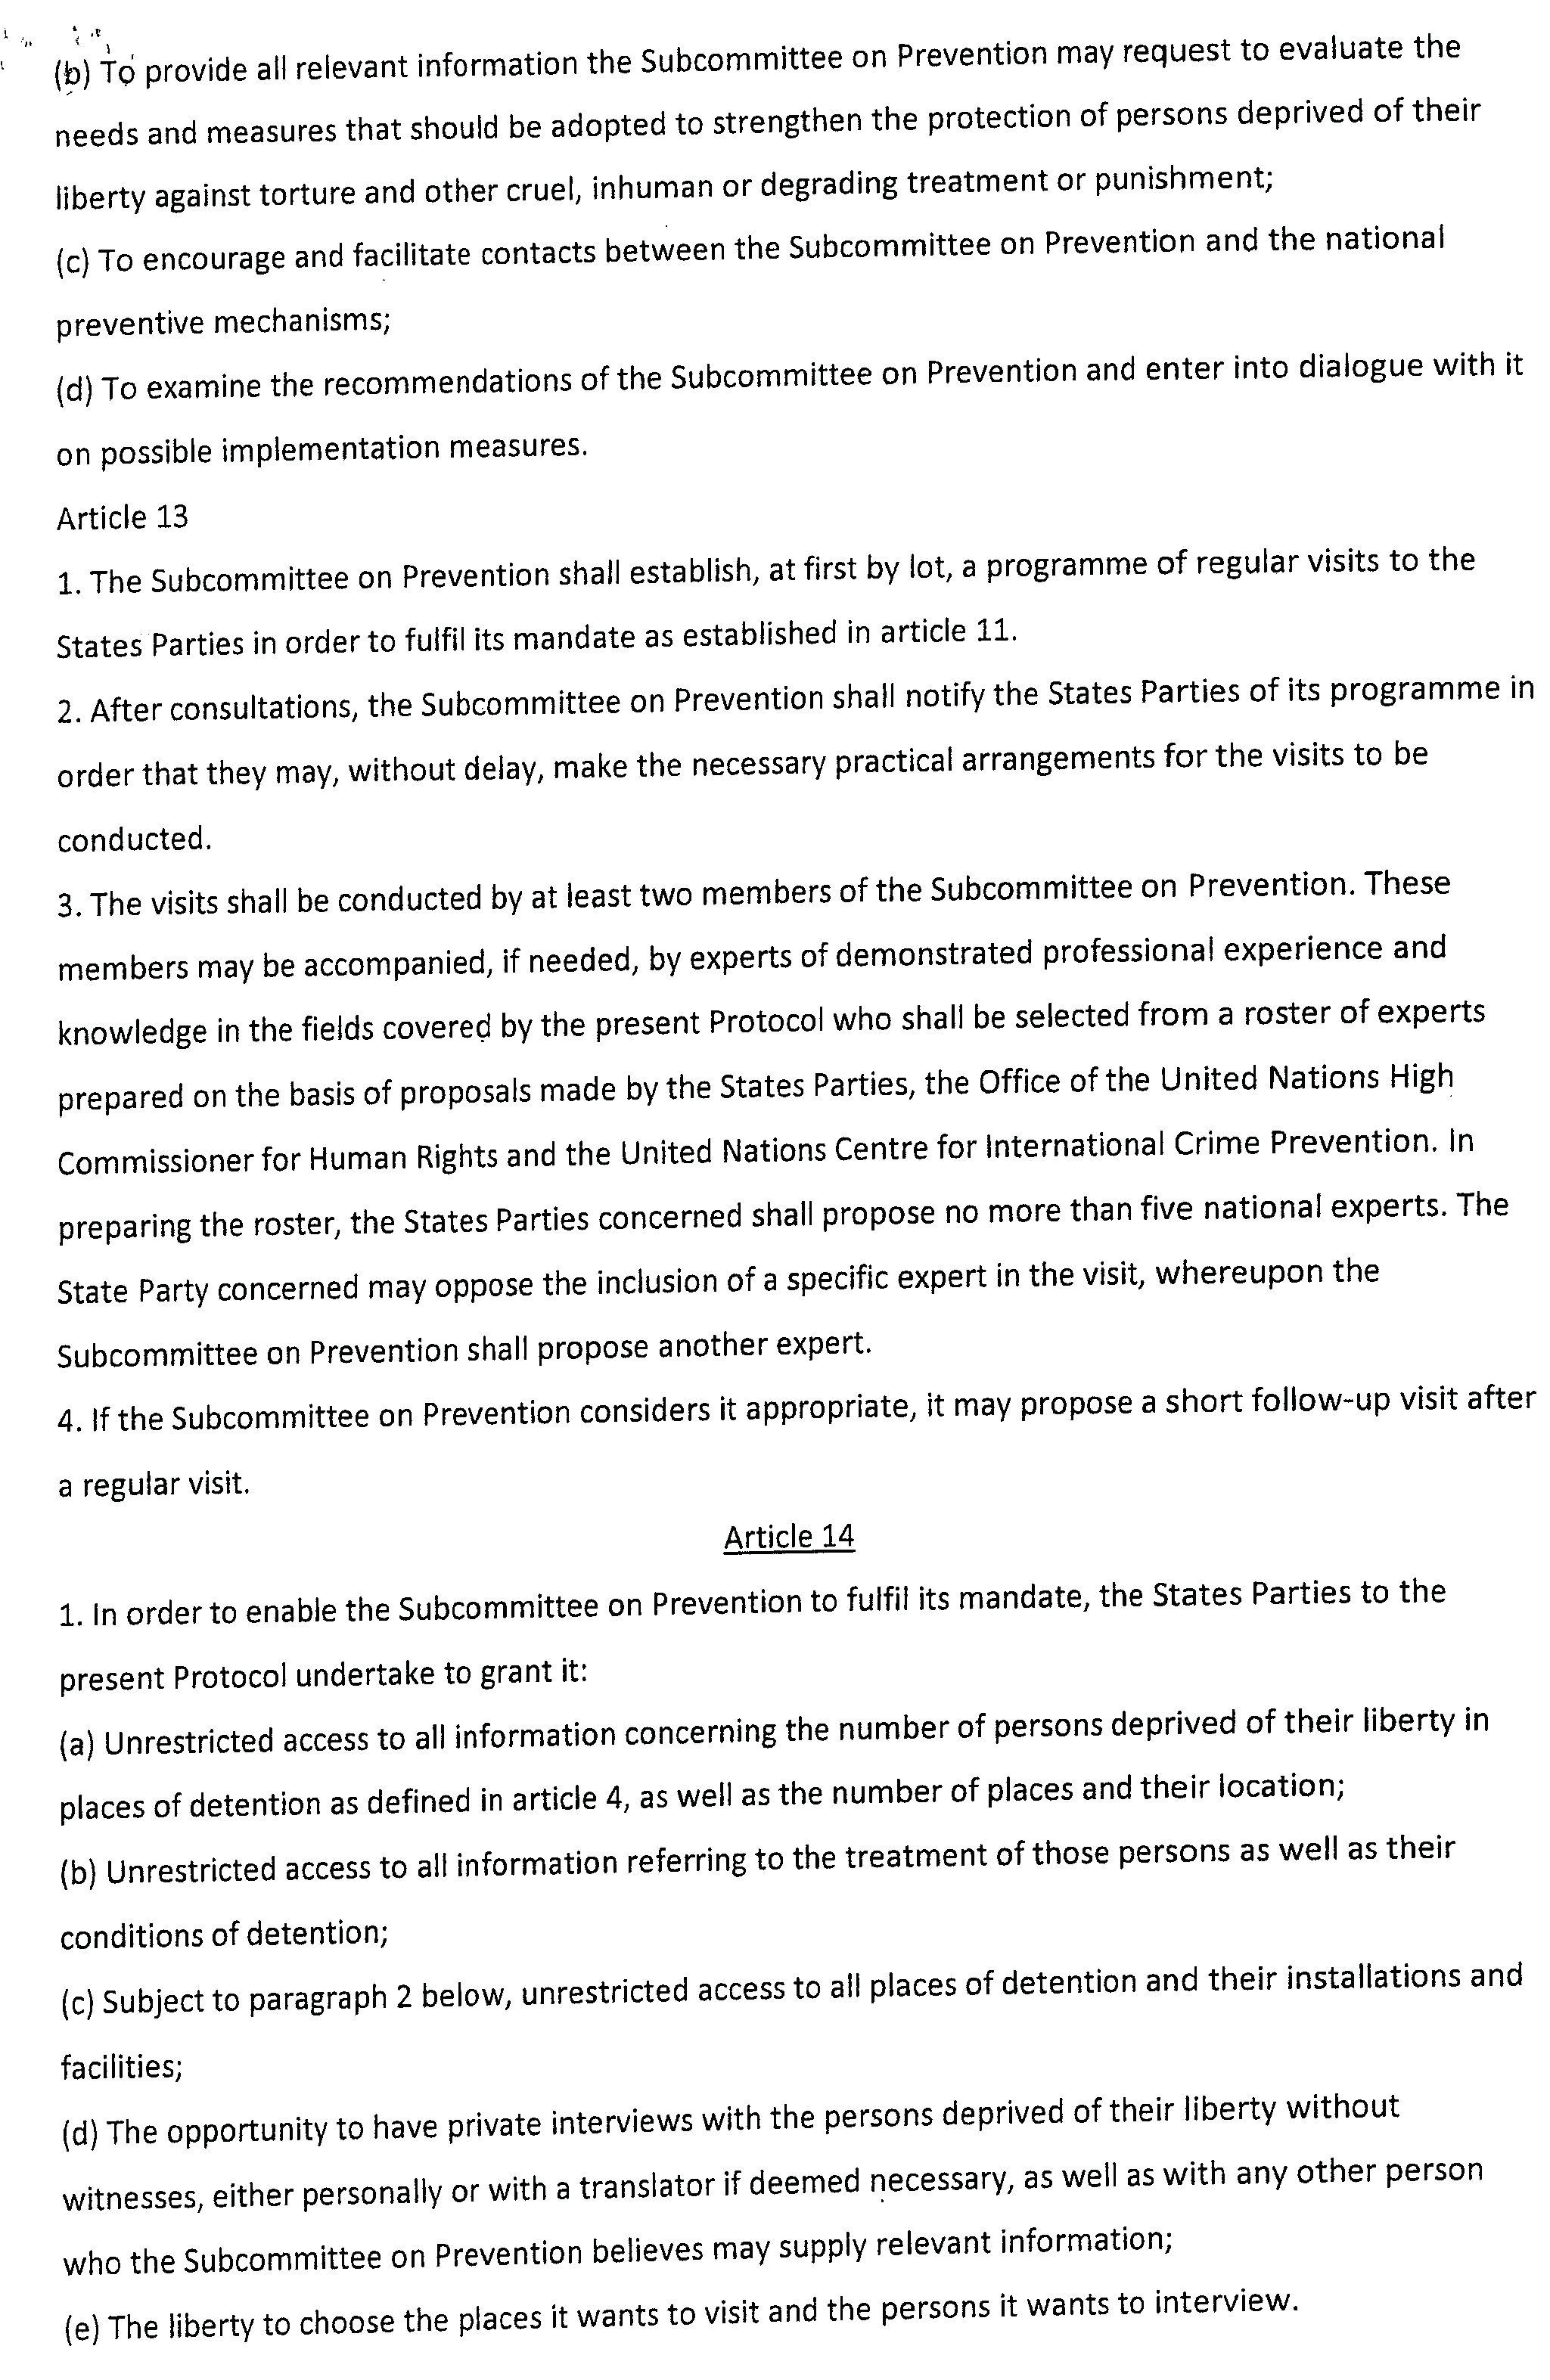 (b) To provide all relevant information the Subcommittee on Prevention may request to evaluate the
needs and measures that should be adopted to strengthen the protection of persons deprived of their
liberty against torture and other cruel, inhuman or degrading treatment or punishment;
(c) To encourage and facilitate contacts between the Subcommittee on Prevention and the national
preventive mechanisms;
(d) To examine the recommendations of the Subcommittee on Prevention and enter into dialogue with it
on possible implementation measures.
Article 13
1. The Subcommittee on Prevention shall establish, at first by lot, a programme of regular visits to the
States Parties in order to fulfil its mandate as established in article 11.
2. After consultations, the Subcommittee on Prevention shall notify the States Parties of its programme in
order that they may, without delay, make the necessary practical arrangements for the visits to be
conducted.
3. The visits shall be conducted by at least two members of the Subcommittee on Prevention. These
members may be accompanied, if needed, by experts of demonstrated professional experience and
knowledge in the fields covered by the present Protocol who shall be selected from a roster of experts
prepared on the basis of proposals made by the States Parties, the Office of the United Nations High
Commissioner for Human Rights and the United Nations Centre for International Crime Prevention. In
preparing the roster, the States Parties concerned shall propose no more than five national experts. The
State Party concerned may oppose the inclusion of a specific expert in the visit, whereupon the
Subcommittee on Prevention shall propose another expert.
4. If the Subcommittee on Prevention considers it appropriate, it may propose a short follow-up visit after
a regular visit.
Article 14
1. In order to enable the Subcommittee on Prevention to fulfil its mandate, the States Parties to the
present Protocol undertake to grant it:
(a) Unrestricted access to all information concerning the number of persons deprived of their liberty in
places of detention as defined in article 4, as well as the number of places and their location;
(b) Unrestricted access to all information referring to the treatment of those persons as well as their
conditions of detention;
(c) Subject to paragraph 2 below, unrestricted access to all places of detention and their installations and
facilities;
(d) The opportunity to have private interviews with the persons deprived of their liberty without
witnesses, either personally or with a translator if deemed necessary, as well as with any other person
who the Subcommittee on Prevention believes may supply relevant information;
(e) The liberty to choose the places it wants to visit and the persons it wants to interview.